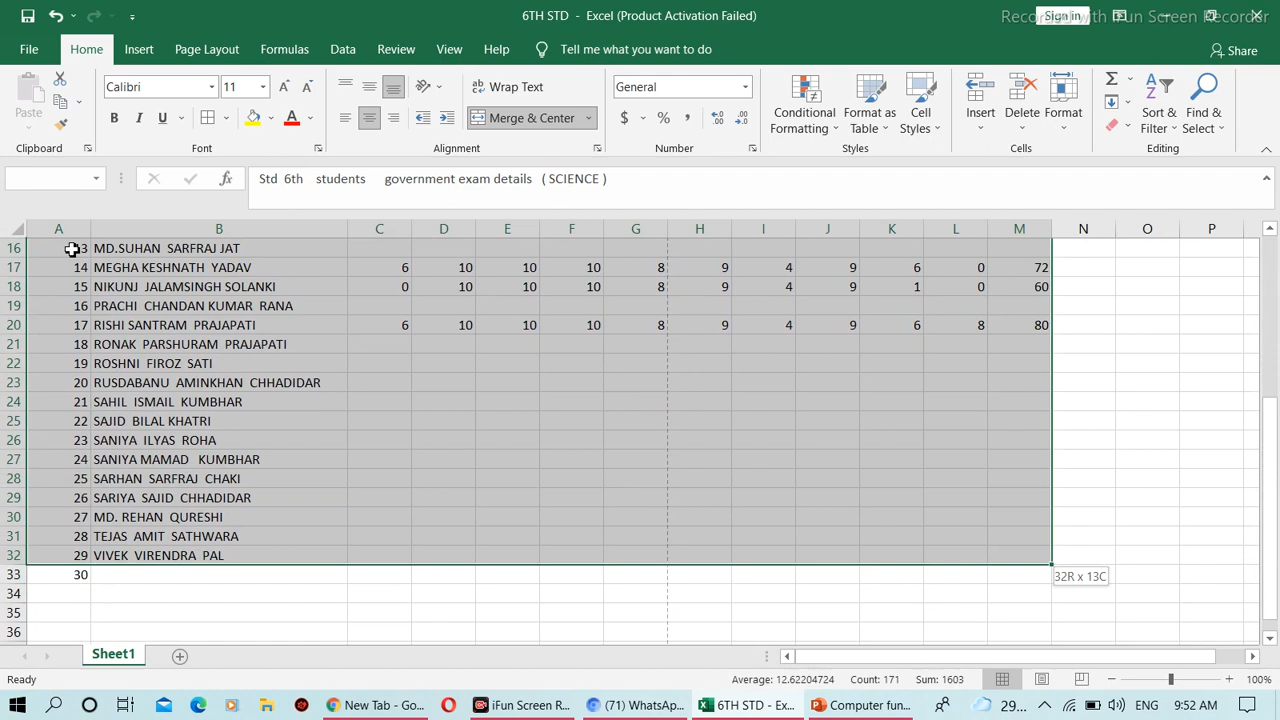 6TH STD - Excel (Product Activation Failed)
Sign in
Recorded with iFun Screen Recorder
File Home Insert Page Layout Formulas Data Review View Help Tell me what you want to do Share
Paste
Clipboard
Calibri 11
B I U
Font
Wrap Text
Merge & Center
Alignment
General
$ % ,
Number
Conditional Formatting
Format as Table
Cell Styles
Styles
Insert Delete Format
Cells
Sort & Filter
Find & Select
Editing
Std 6th students government exam details ( SCIENCE )
A B C D E F G H I J K L M N O P
16 3 MD.SUHAN SARFRAJ JAT
17 14 MEGHA KESHNATH YADAV 6 10 10 10 8 9 4 9 6 0 72
18 15 NIKUNJ JALAMSINGH SOLANKI 0 10 10 10 8 9 4 9 1 0 60
19 16 PRACHI CHANDAN KUMAR RANA
20 17 RISHI SANTRAM PRAJAPATI 6 10 10 10 8 9 4 9 6 8 80
21 18 RONAK PARSHURAM PRAJAPATI
22 19 ROSHNI FIROZ SATI
23 20 RUSDABANU AMINKHAN CHHADIDAR
24 21 SAHIL ISMAIL KUMBHAR
25 22 SAJID BILAL KHATRI
26 23 SANIYA ILYAS ROHA
27 24 SANIYA MAMAD KUMBHAR
28 25 SARHAN SARFRAJ CHAKI
29 26 SARIYA SAJID CHHADIDAR
30 27 MD. REHAN QURESHI
31 28 TEJAS AMIT SATHWARA
32 29 VIVEK VIRENDRA PAL
33 30
32R x 13C
34
35
36
Sheet1
Ready Average: 12.62204724 Count: 171 Sum: 1603 100%
New Tab - Go... iFun Screen R... (71) WhatsAp... 6TH STD - Ex... Computer fun... 29... ENG 9:52 AM